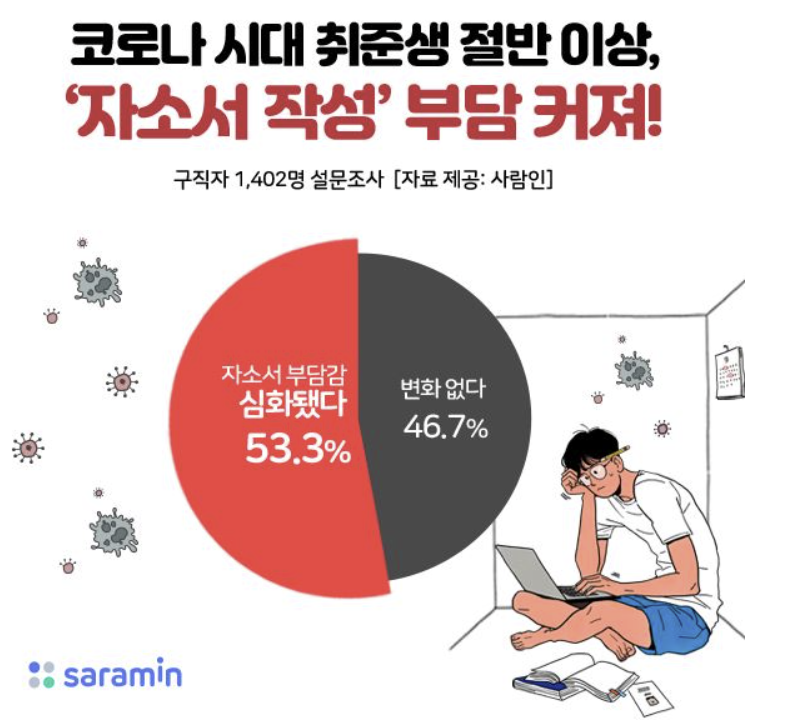 코로나 시대 취준생 절반 이상,
‘자소서 작성’ 부담 커져!
구직자 1,402명 설문조사 [자료 제공: 사람인]
자소서 부담감
심화됐다
53.3%
변화 없다
46.7%
saramin